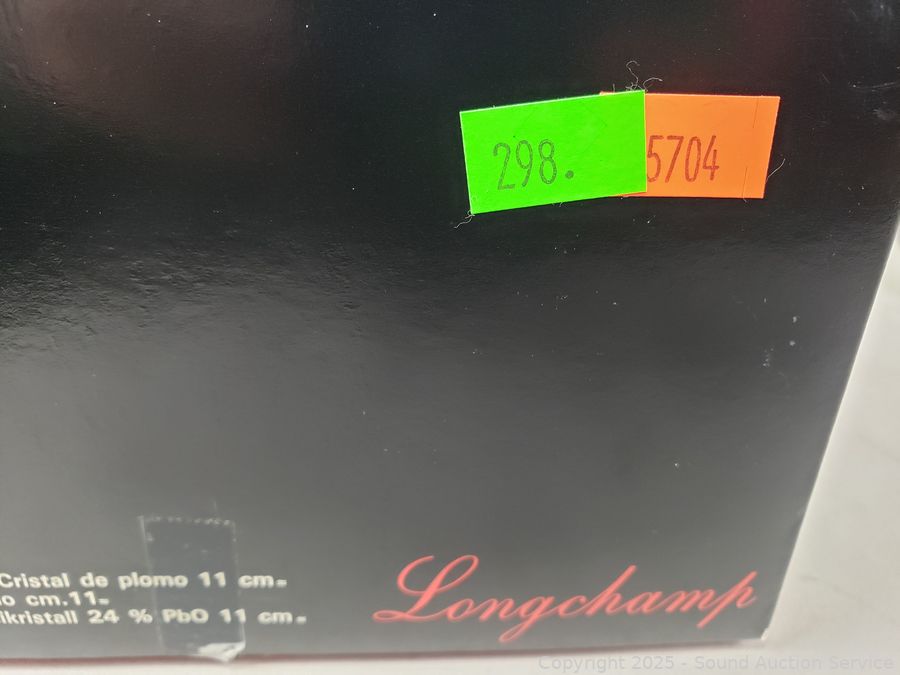 298. 5704
Cristal de plomo 11 cm.
cm.11.
ikristall 24 % PbO 11 cm.
Longchamp
Copyright 2025 - Sound Auction Service